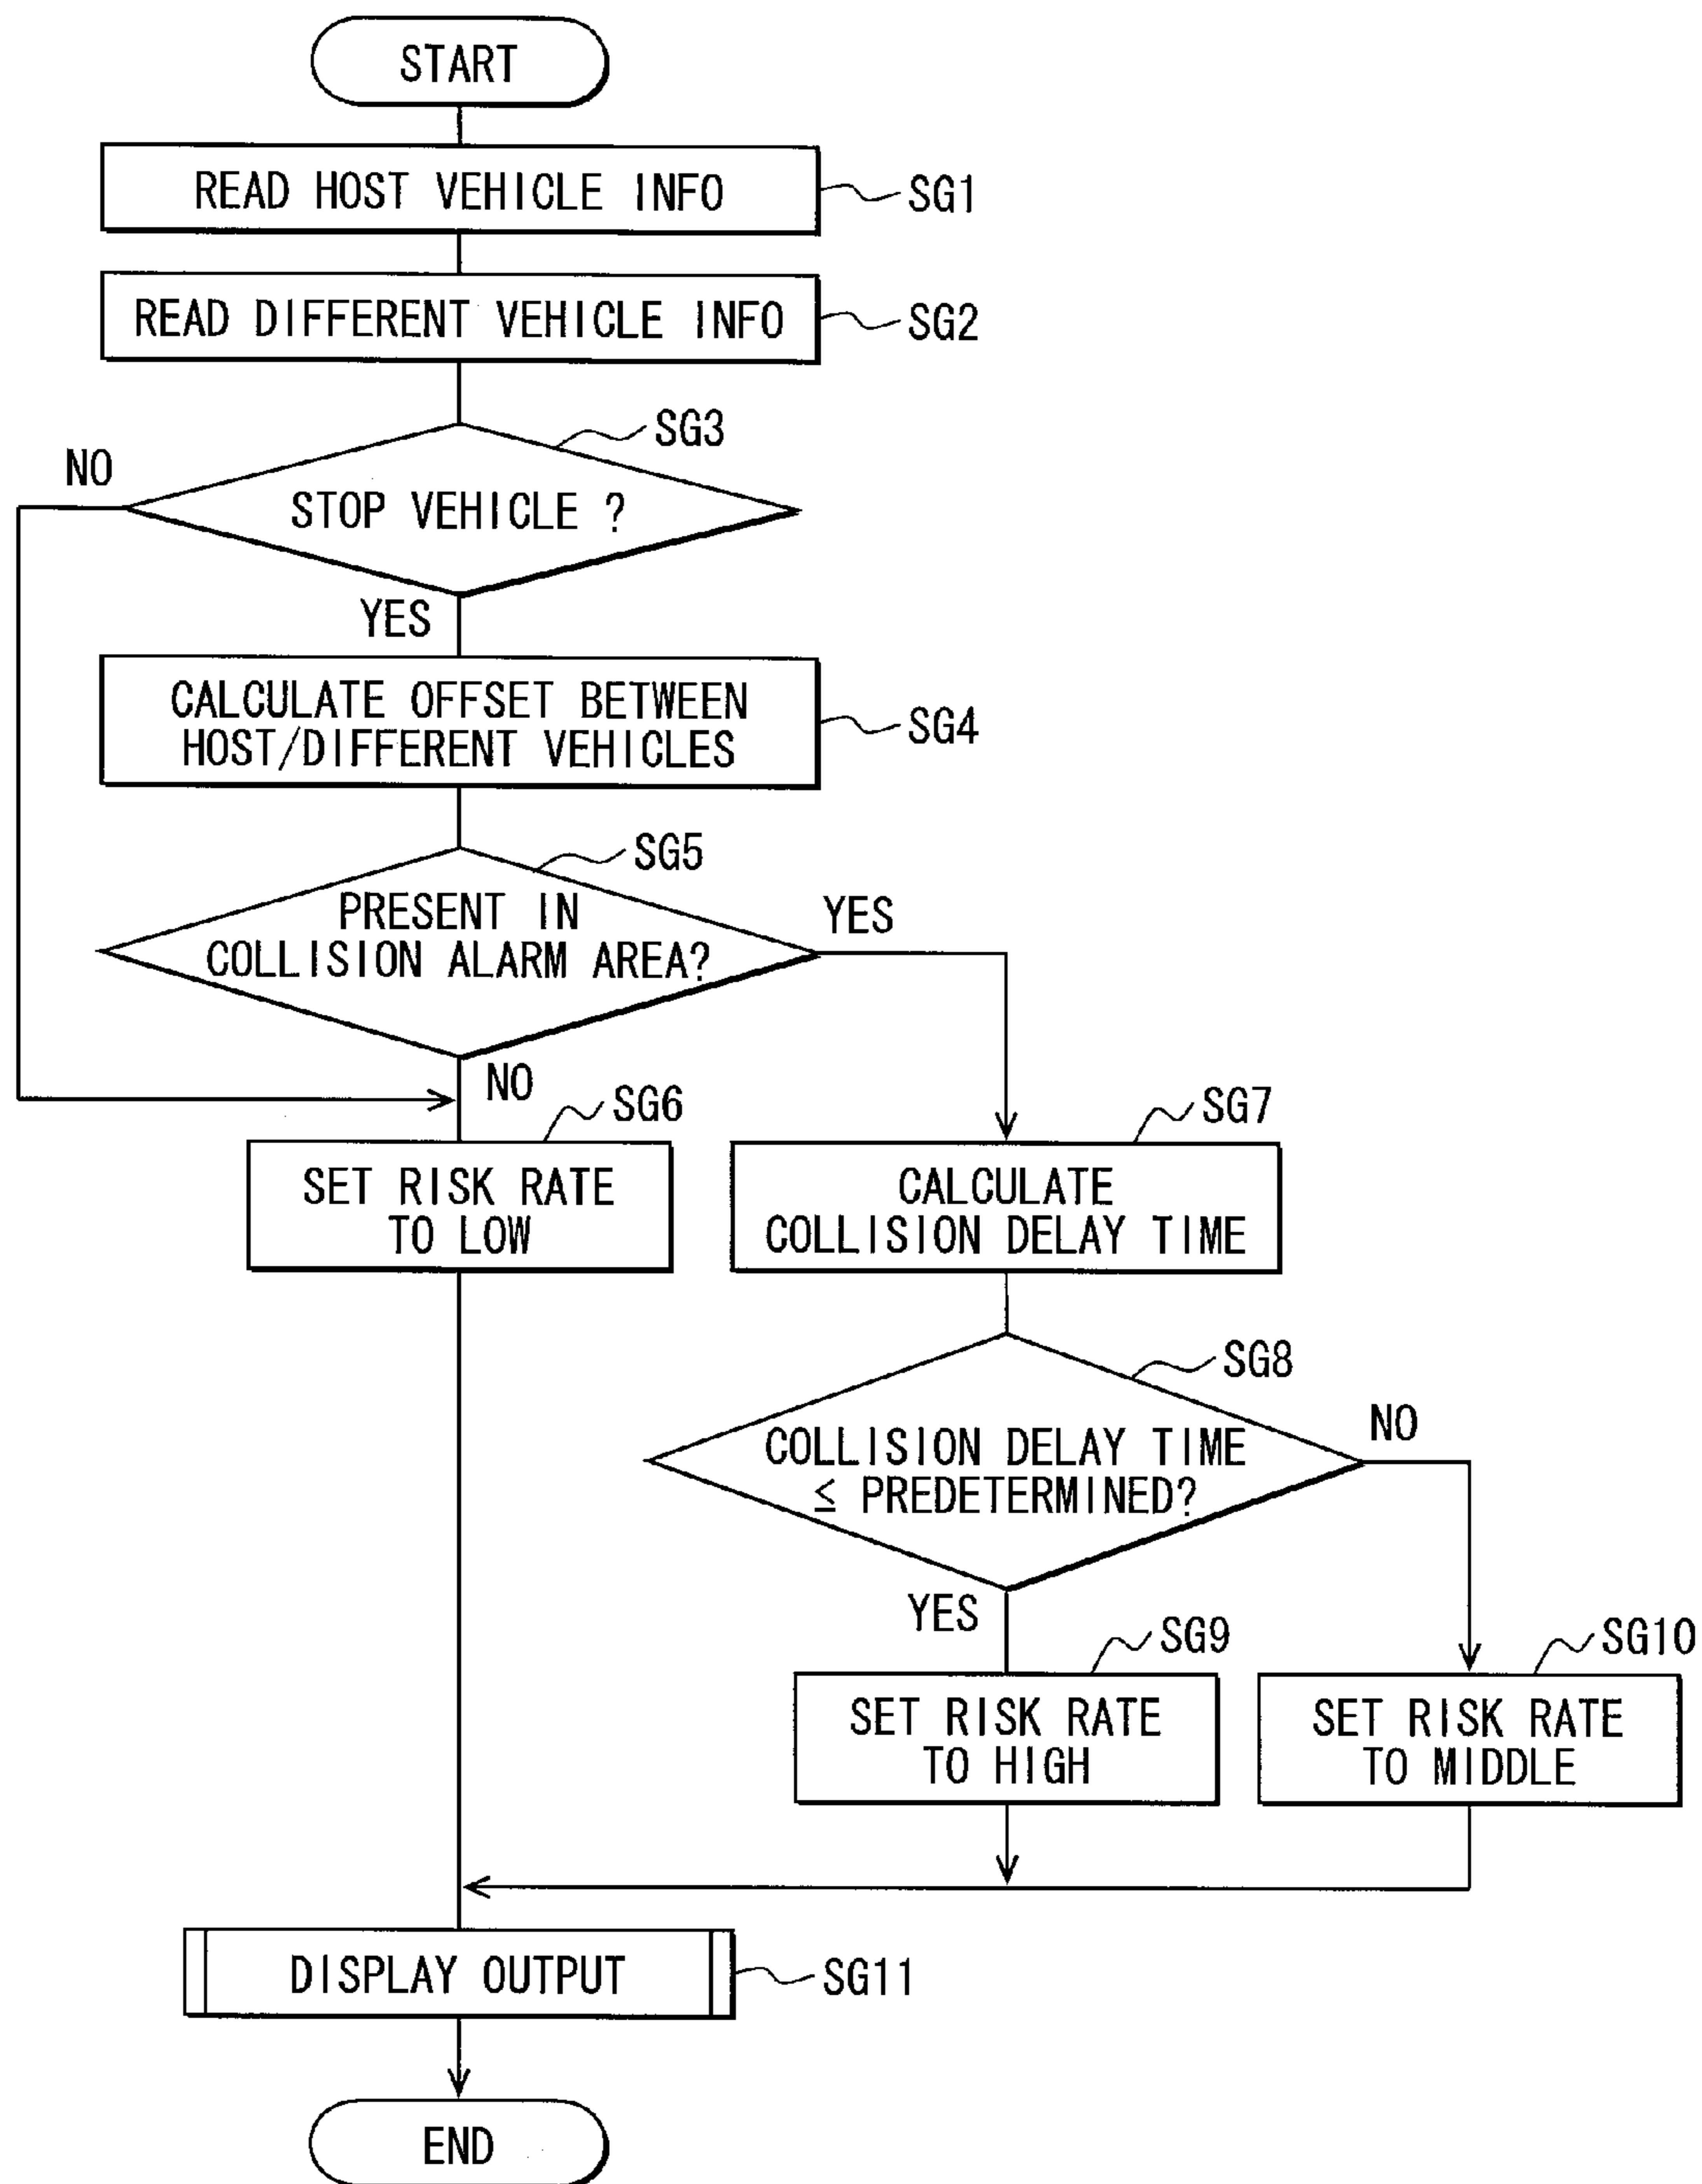 START
READ HOST VEHICLE INFO
SG1
READ DIFFERENT VEHICLE INFO
SG2
SG3
NO
STOP VEHICLE ?
YES
CALCULATE OFFSET BETWEEN
HOST/DIFFERENT VEHICLES
SG4
SG5
PRESENT IN
COLLISION ALARM AREA?
YES
NO
SG6
SET RISK RATE
TO LOW
SG7
CALCULATE
COLLISION DELAY TIME
SG8
COLLISION DELAY TIME
≤ PREDETERMINED?
NO
YES
SG9
SET RISK RATE
TO HIGH
SG10
SET RISK RATE
TO MIDDLE
DISPLAY OUTPUT
SG11
END